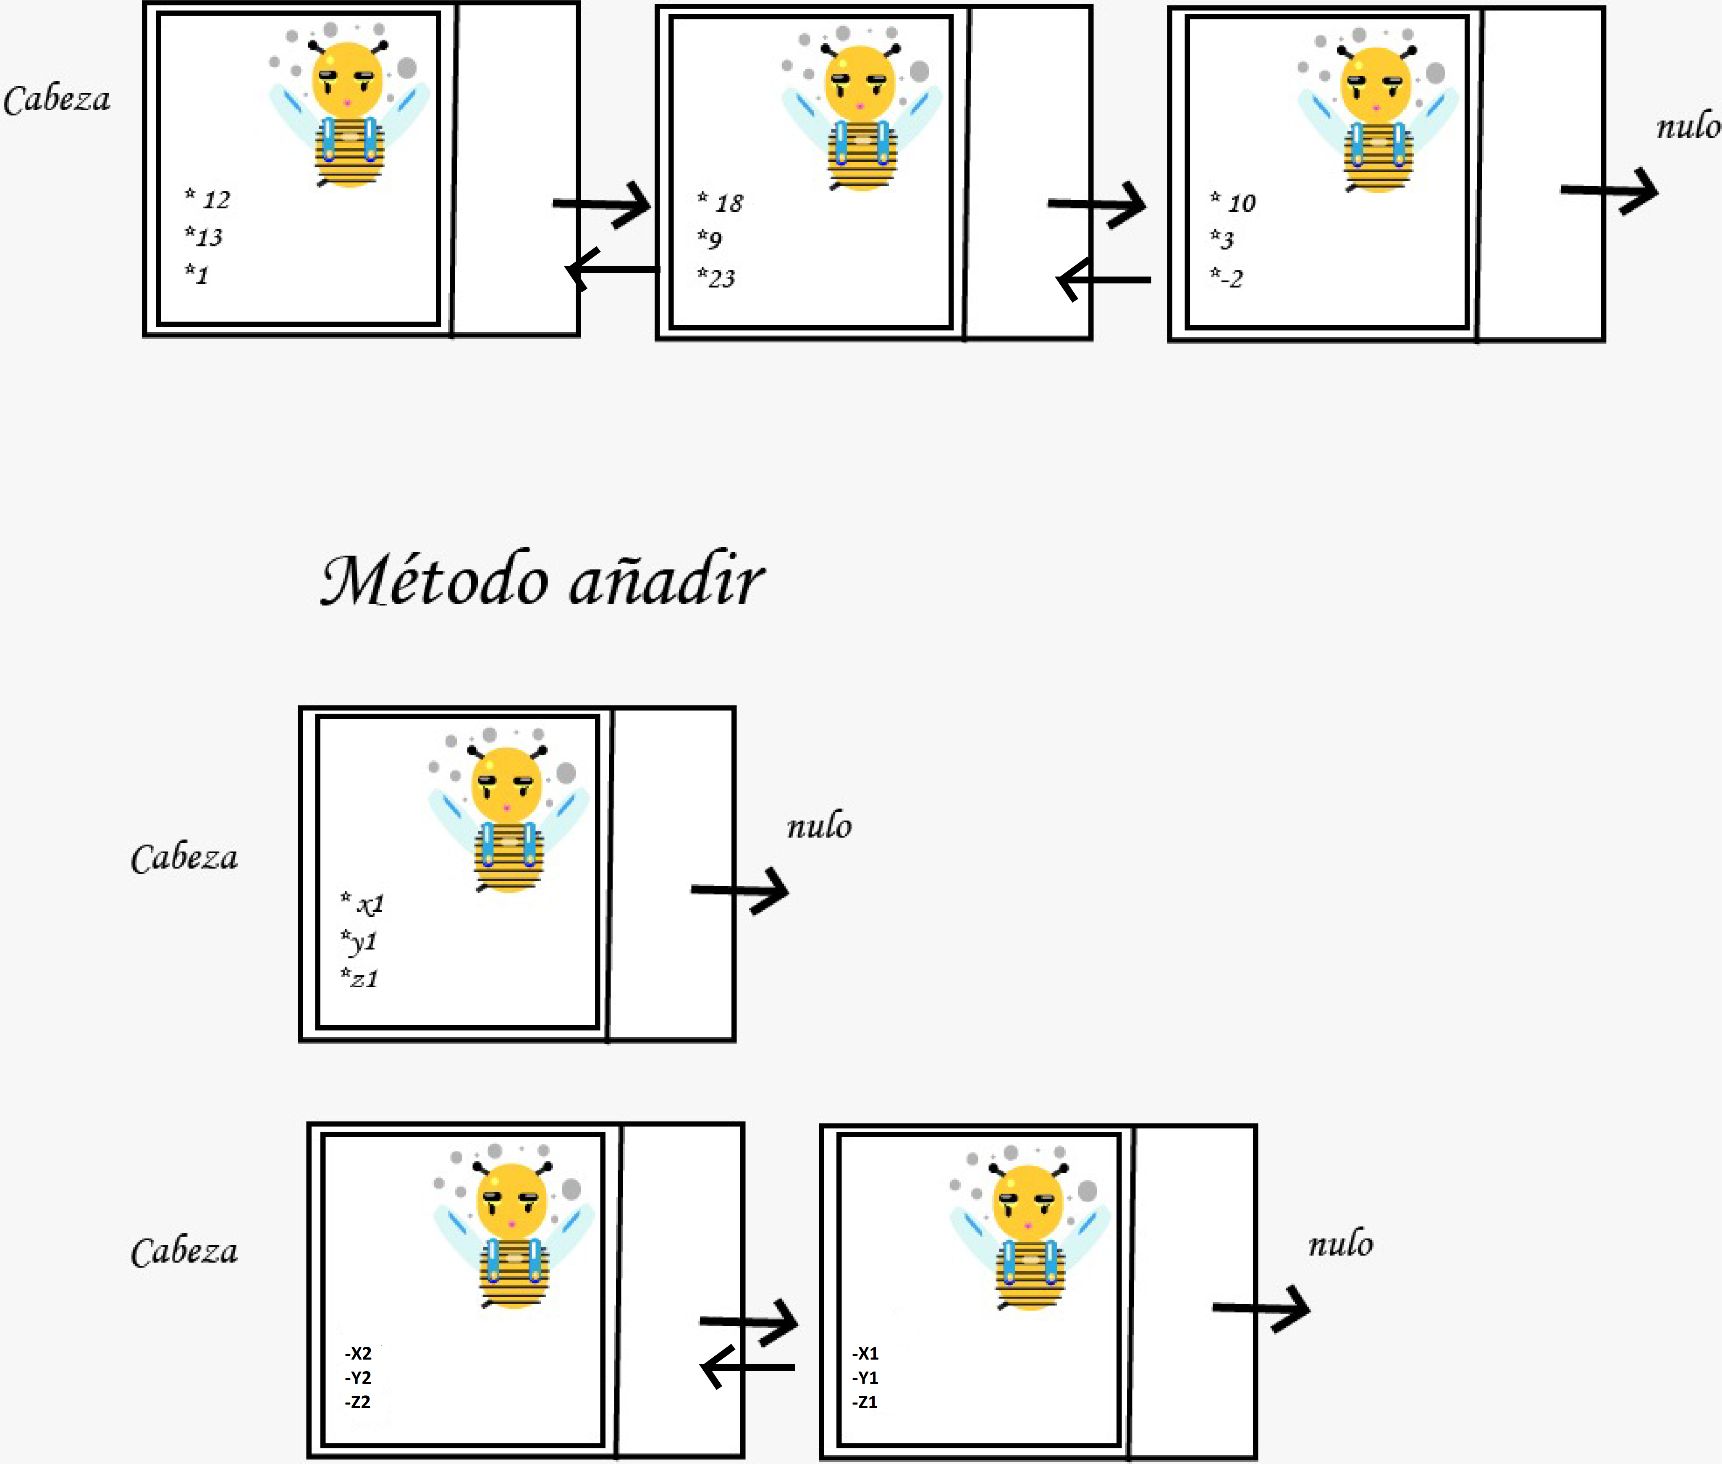 Cabeza
* 12
*13
*1
* 18
*9
*23
* 10
*3
*-2
nulo
Método añadir
Cabeza
* x1
*y1
*z1
nulo
Cabeza
-X2
-Y2
-Z2
-X1
-Y1
-Z1
nulo